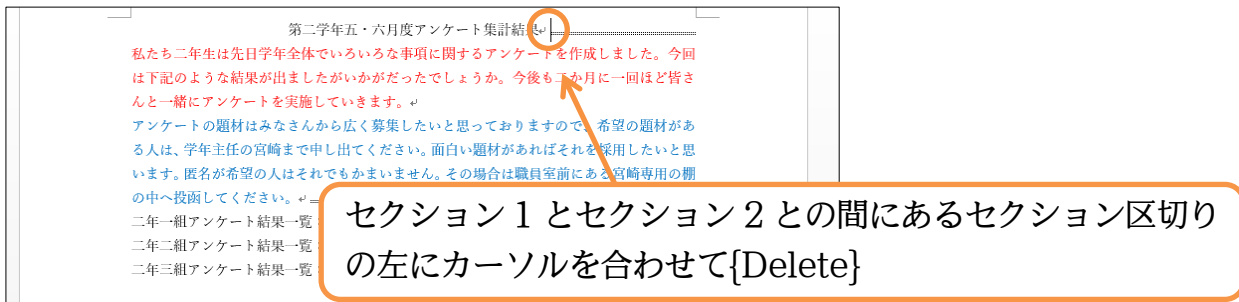 第二学年五・六月度アンケート集計結果
私たち二年生は先日学年全体でいろいろな事項に関するアンケートを作成しました。今回
は下記のような結果が出ましたがいかがだったでしょうか。今後も二か月に一回ほど皆さ
んと一緒にアンケートを実施していきます。
アンケートの題材はみなさんから広く募集したいと思っておりますので、希望の題材があ
る人は、学年主任の宮崎まで申し出てください。面白い題材があればそれを採用したいと思
います。匿名が希望の人はそれでもかまいません。その場合は職員室前にある宮崎専用の棚
の中へ投函してください。
二年一組アンケート結果一覧
二年二組アンケート結果一覧
二年三組アンケート結果一覧
セクション1とセクション2との間にあるセクション区切り
の左にカーソルを合わせて{Delete}